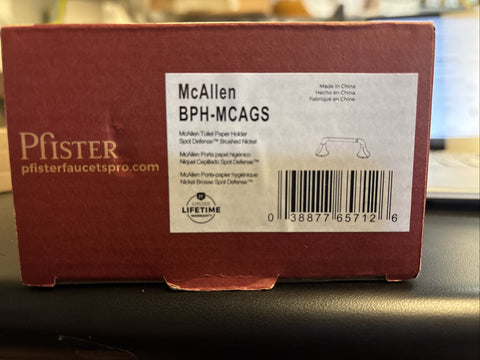 McAllen
BPH-MCAGS
Made in China
Hecho en China
Fabriqué en Chine
McAllen Toilet Paper Holder
Spot Defense™ Brushed Nickel
McAllen Porta papel higiénico
Níquel Cepillado Spot Defense™
McAllen Porte-papier hygiénique
Nickel Brosse Spot Defense™
LIMITED
LIFETIME
WARRANTY
0 38877 65712 6
PFISTER
pfisterfaucetspro.com